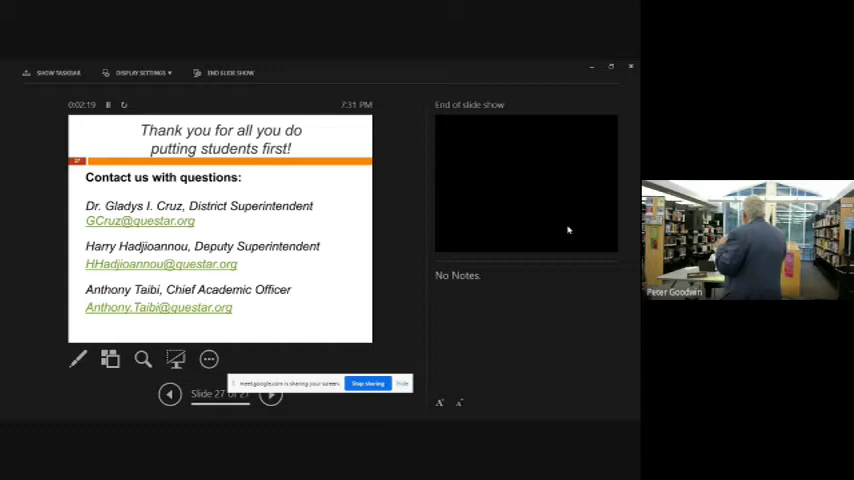 SHOW TASKBAR
DISPLAY SETTINGS ▾
END SLIDE SHOW
0:02:19
7:31 PM
End of slide show
Thank you for all you do
putting students first!
27
Contact us with questions:
Dr. Gladys I. Cruz, District Superintendent
GCruz@questar.org
Harry Hadjioannou, Deputy Superintendent
HHadjioannou@questar.org
Anthony Taibi, Chief Academic Officer
Anthony.Taibi@questar.org
No Notes.
Peter Goodwin
meet.google.com is sharing your screen.
Stop sharing
Hide
Slide 27 of 27
A A